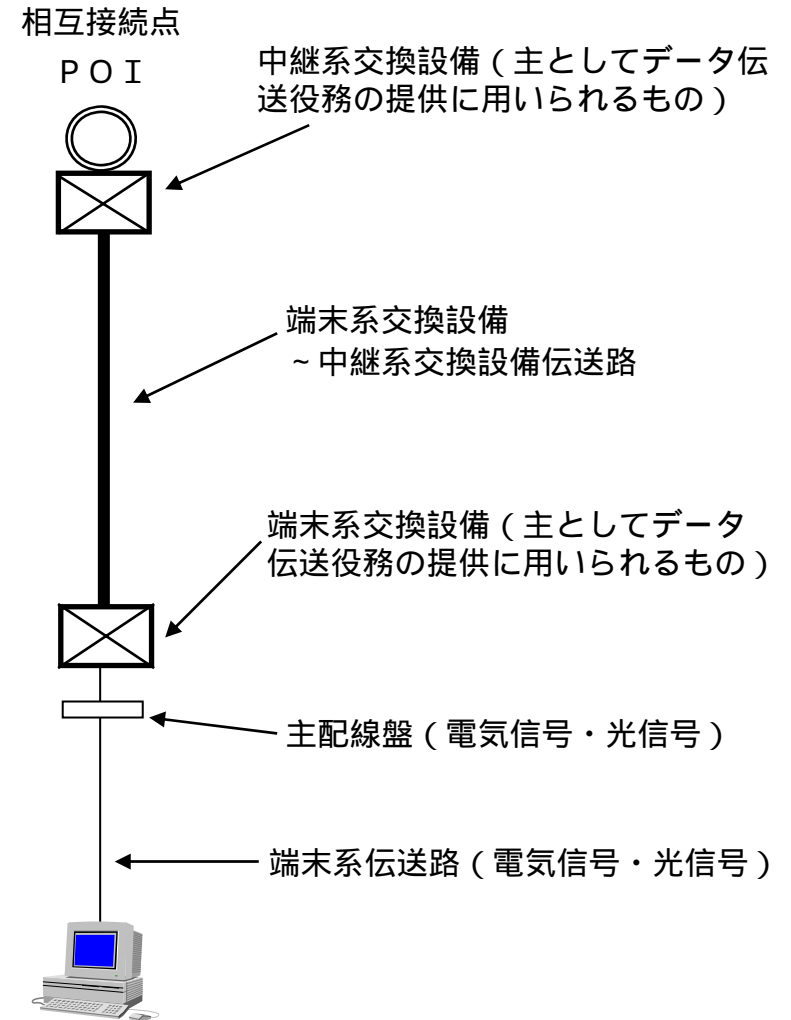 相互接続点
ＰＯＩ
中継系交換設備（主としてデータ伝
送役務の提供に用いられるもの）
端末系交換設備
～中継系交換設備伝送路
端末系交換設備（主としてデータ
伝送役務の提供に用いられるもの）
主配線盤（電気信号・光信号）
端末系伝送路（電気信号・光信号）